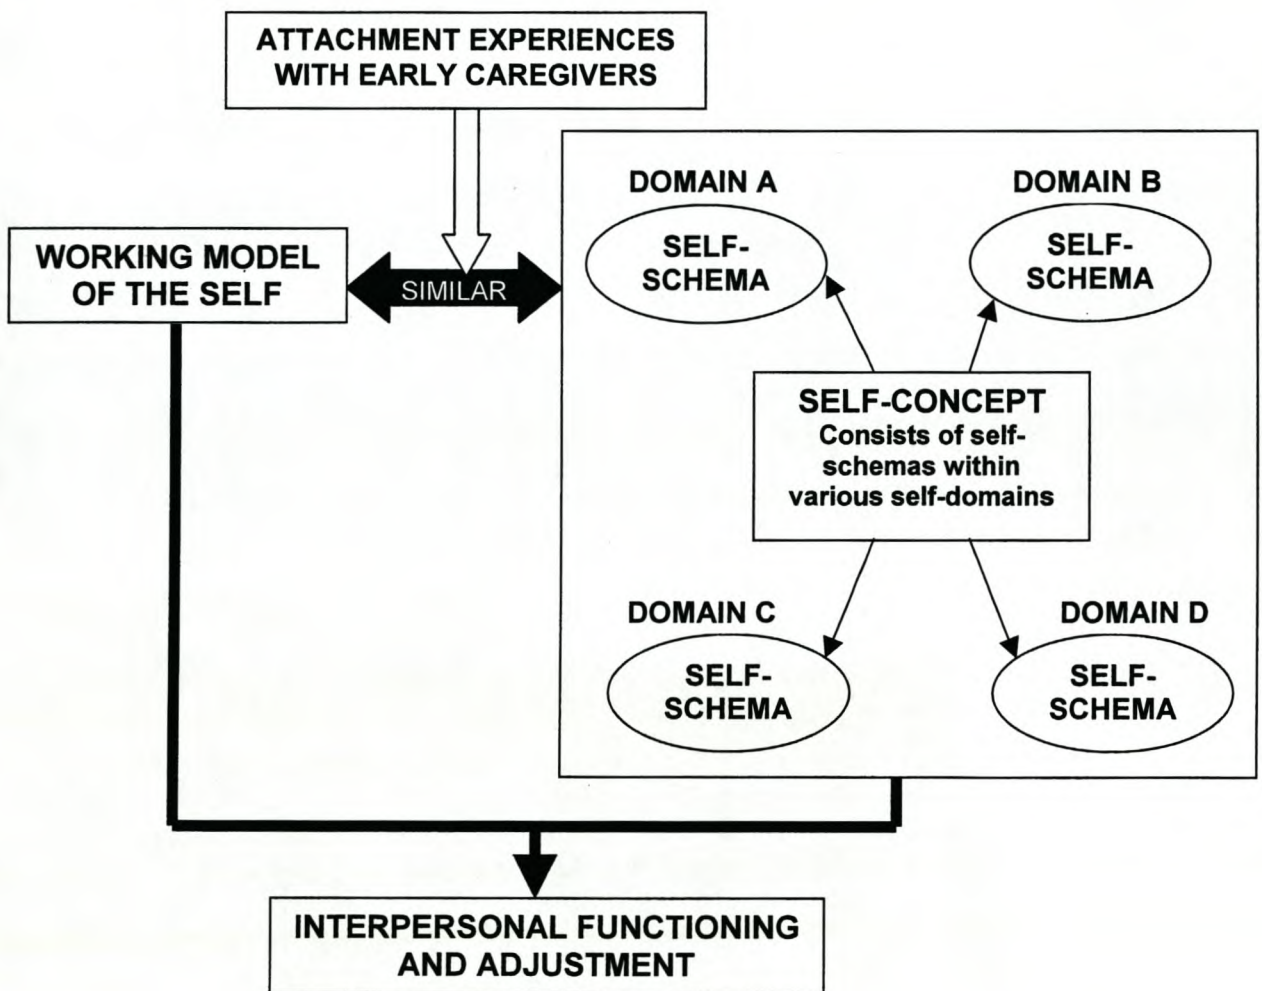 ATTACHMENT EXPERIENCES
WITH EARLY CAREGIVERS
DOMAIN A
DOMAIN B
SELF-
SCHEMA
SELF-
SCHEMA
WORKING MODEL
OF THE SELF
SIMILAR
SELF-CONCEPT
Consists of self-
schemas within
various self-domains
DOMAIN C
DOMAIN D
SELF-
SCHEMA
SELF-
SCHEMA
INTERPERSONAL FUNCTIONING
AND ADJUSTMENT